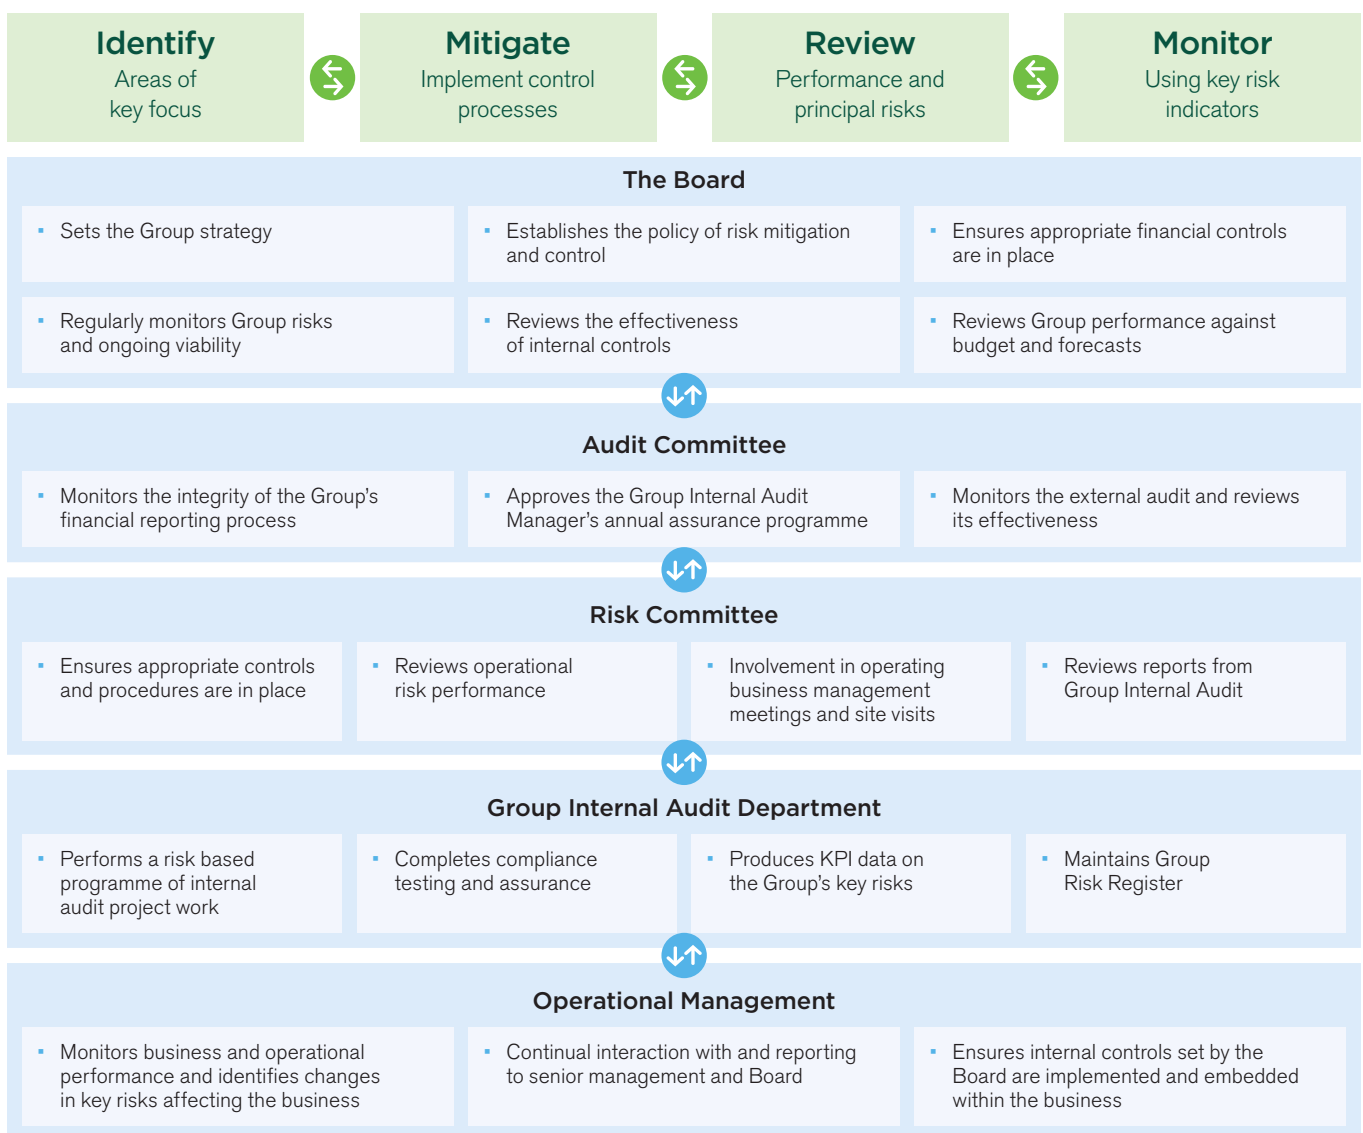 Identify
Areas of
key focus
Mitigate
Implement control
processes
Review
Performance and
principal risks
Monitor
Using key risk
indicators
The Board
▪ Sets the Group strategy
▪ Establishes the policy of risk mitigation
and control
▪ Ensures appropriate financial controls
are in place
▪ Regularly monitors Group risks
and ongoing viability
▪ Reviews the effectiveness
of internal controls
▪ Reviews Group performance against
budget and forecasts
Audit Committee
▪ Monitors the integrity of the Group’s
financial reporting process
▪ Approves the Group Internal Audit
Manager’s annual assurance programme
▪ Monitors the external audit and reviews
its effectiveness
Risk Committee
▪ Ensures appropriate controls
and procedures are in place
▪ Reviews operational
risk performance
▪ Involvement in operating
business management
meetings and site visits
▪ Reviews reports from
Group Internal Audit
Group Internal Audit Department
▪ Performs a risk based
programme of internal
audit project work
▪ Completes compliance
testing and assurance
▪ Produces KPI data on
the Group’s key risks
▪ Maintains Group
Risk Register
Operational Management
▪ Monitors business and operational
performance and identifies changes
in key risks affecting the business
▪ Continual interaction with and reporting
to senior management and Board
▪ Ensures internal controls set by the
Board are implemented and embedded
within the business